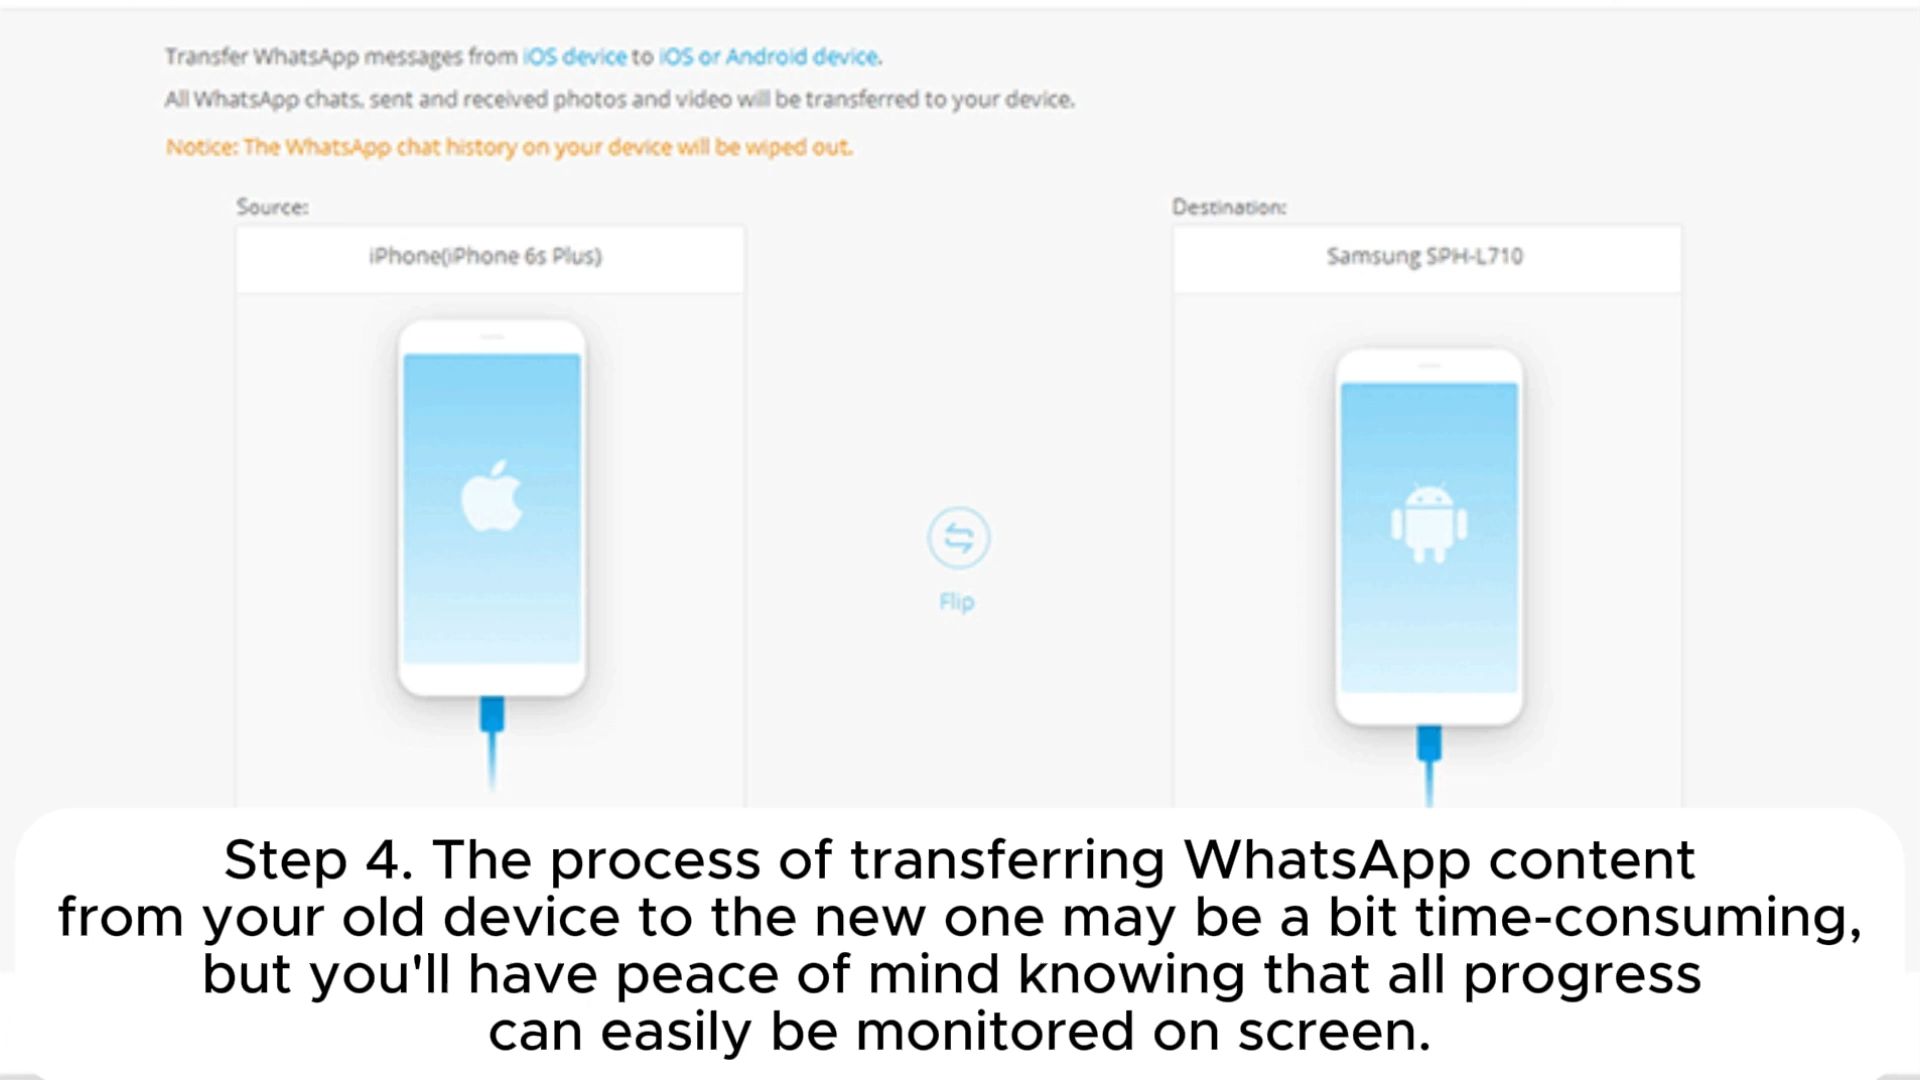 Transfer WhatsApp messages from iOS device to iOS or Android device.
All WhatsApp chats, sent and received photos and video will be transferred to your device.
Notice: The WhatsApp chat history on your device will be wiped out.
Source:
Destination:
iPhone(iPhone 6s Plus)
Samsung SPH-L710
Flip
Step 4. The process of transferring WhatsApp content
from your old device to the new one may be a bit time-consuming,
but you'll have peace of mind knowing that all progress
can easily be monitored on screen.